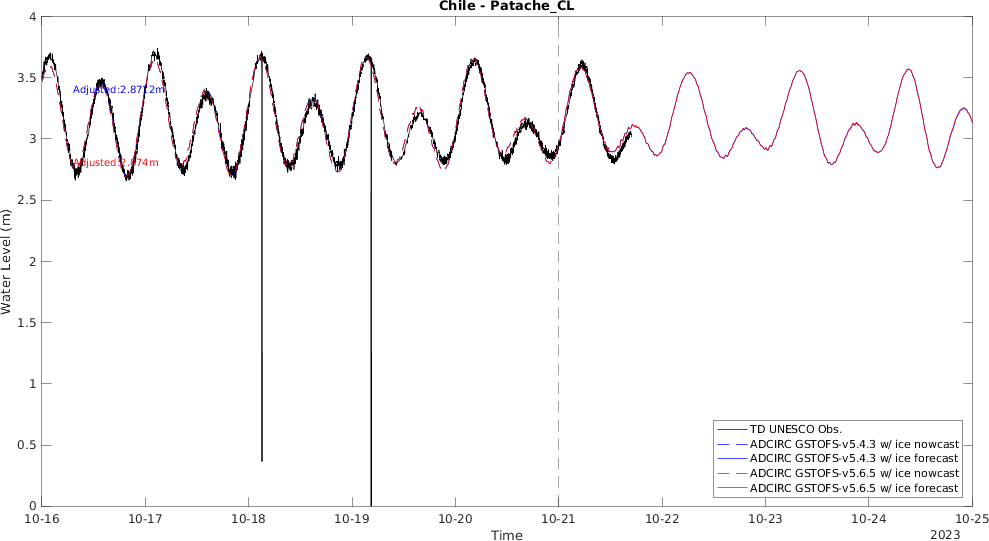 Chile - Patache_CL
4
3.5
3
2.5
2
1.5
1
0.5
0
Water Level (m)
Adjusted:2.8712m
Adjusted:2.874m
TD UNESCO Obs.
ADCIRC GSTOFS-v5.4.3 w/ ice nowcast
ADCIRC GSTOFS-v5.4.3 w/ ice forecast
ADCIRC GSTOFS-v5.6.5 w/ ice nowcast
ADCIRC GSTOFS-v5.6.5 w/ ice forecast
10-16 10-17 10-18 10-19 10-20 10-21 10-22 10-23 10-24 10-25
Time
2023